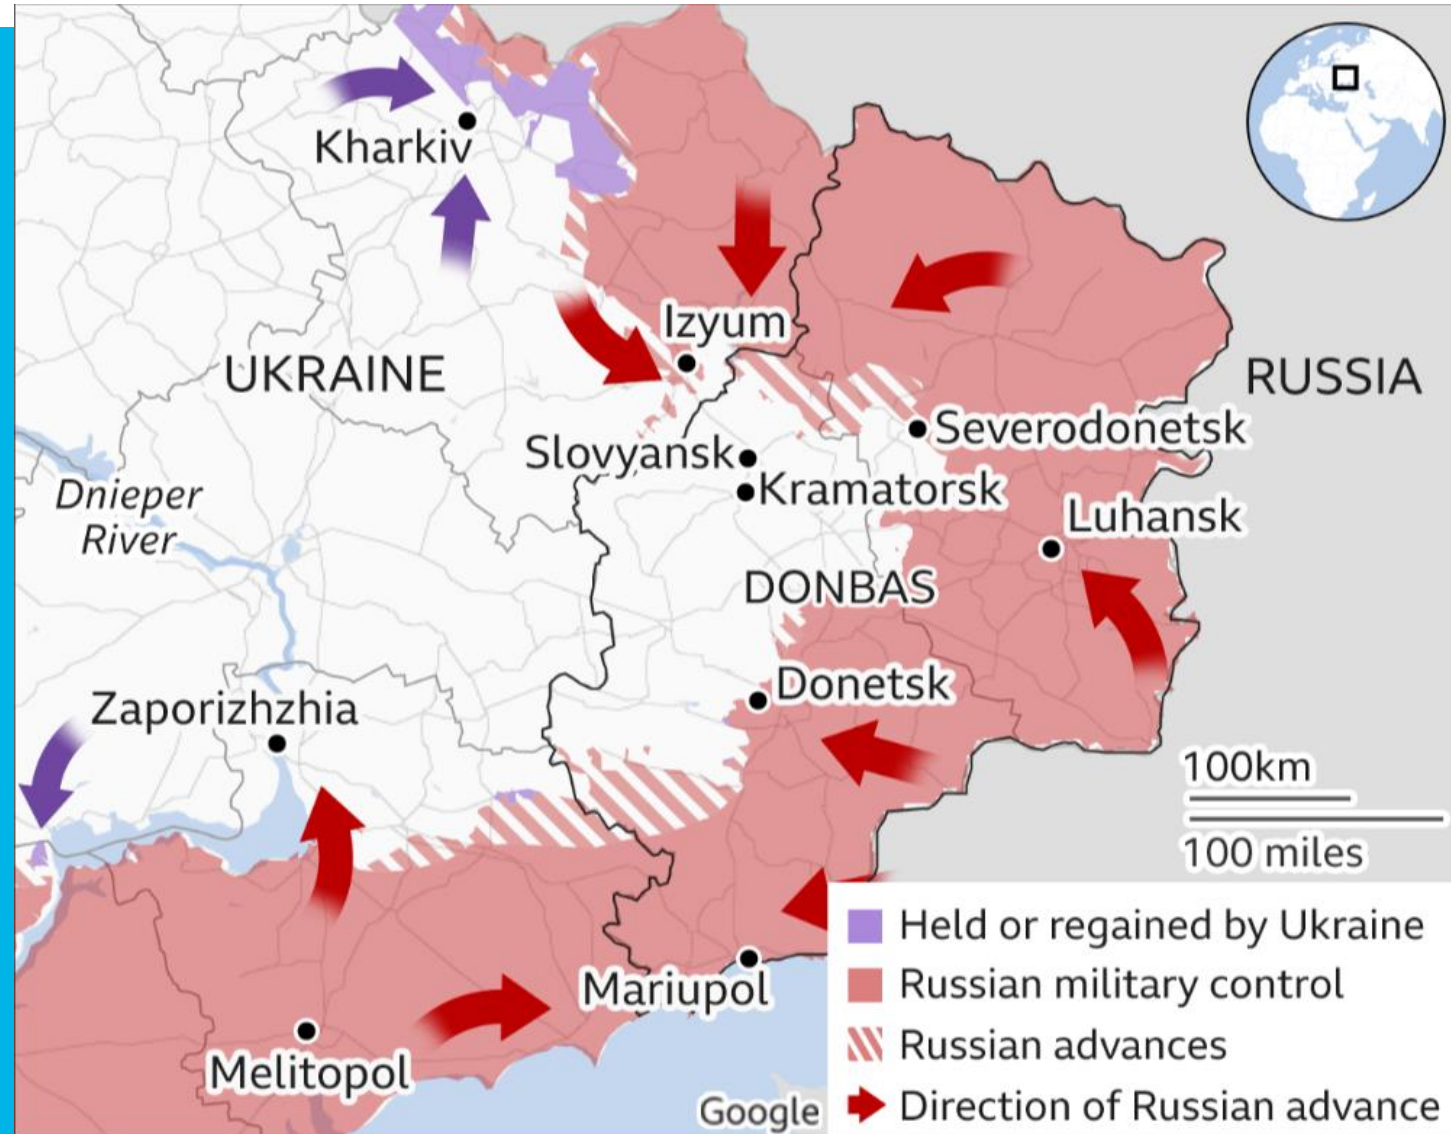 Kharkiv
Izyum
UKRAINE
RUSSIA
Severodonetsk
Slovyansk
Kramatorsk
Dnieper
River
Luhansk
DONBAS
Donetsk
Zaporizhzhia
100km
100 miles
Mariupol
Melitopol
Google
Held or regained by Ukraine
Russian military control
Russian advances
Direction of Russian advance